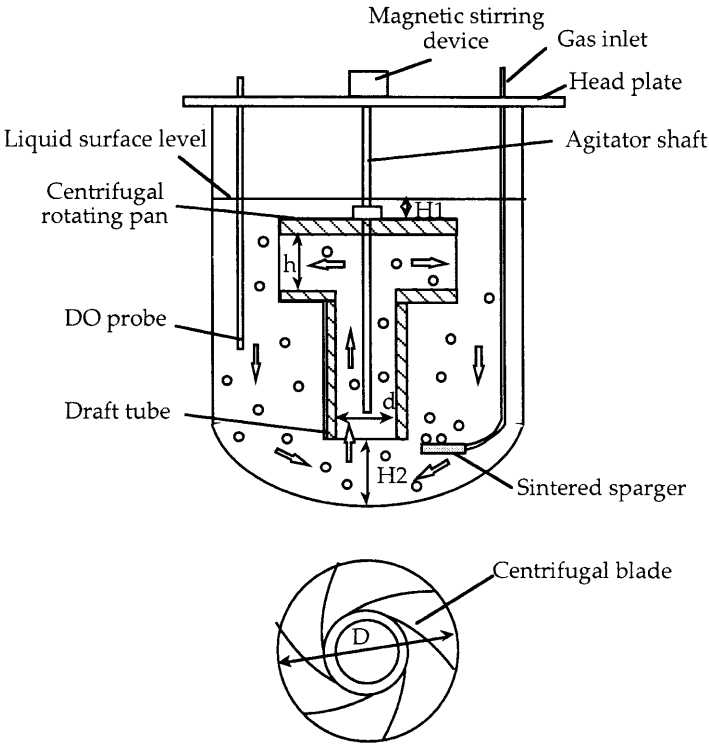 Magnetic stirring
device
Gas inlet
Head plate
Liquid surface level
Agitator shaft
Centrifugal
rotating pan
H1
h
DO probe
d
Draft tube
H2
Sintered sparger
Centrifugal blade
D